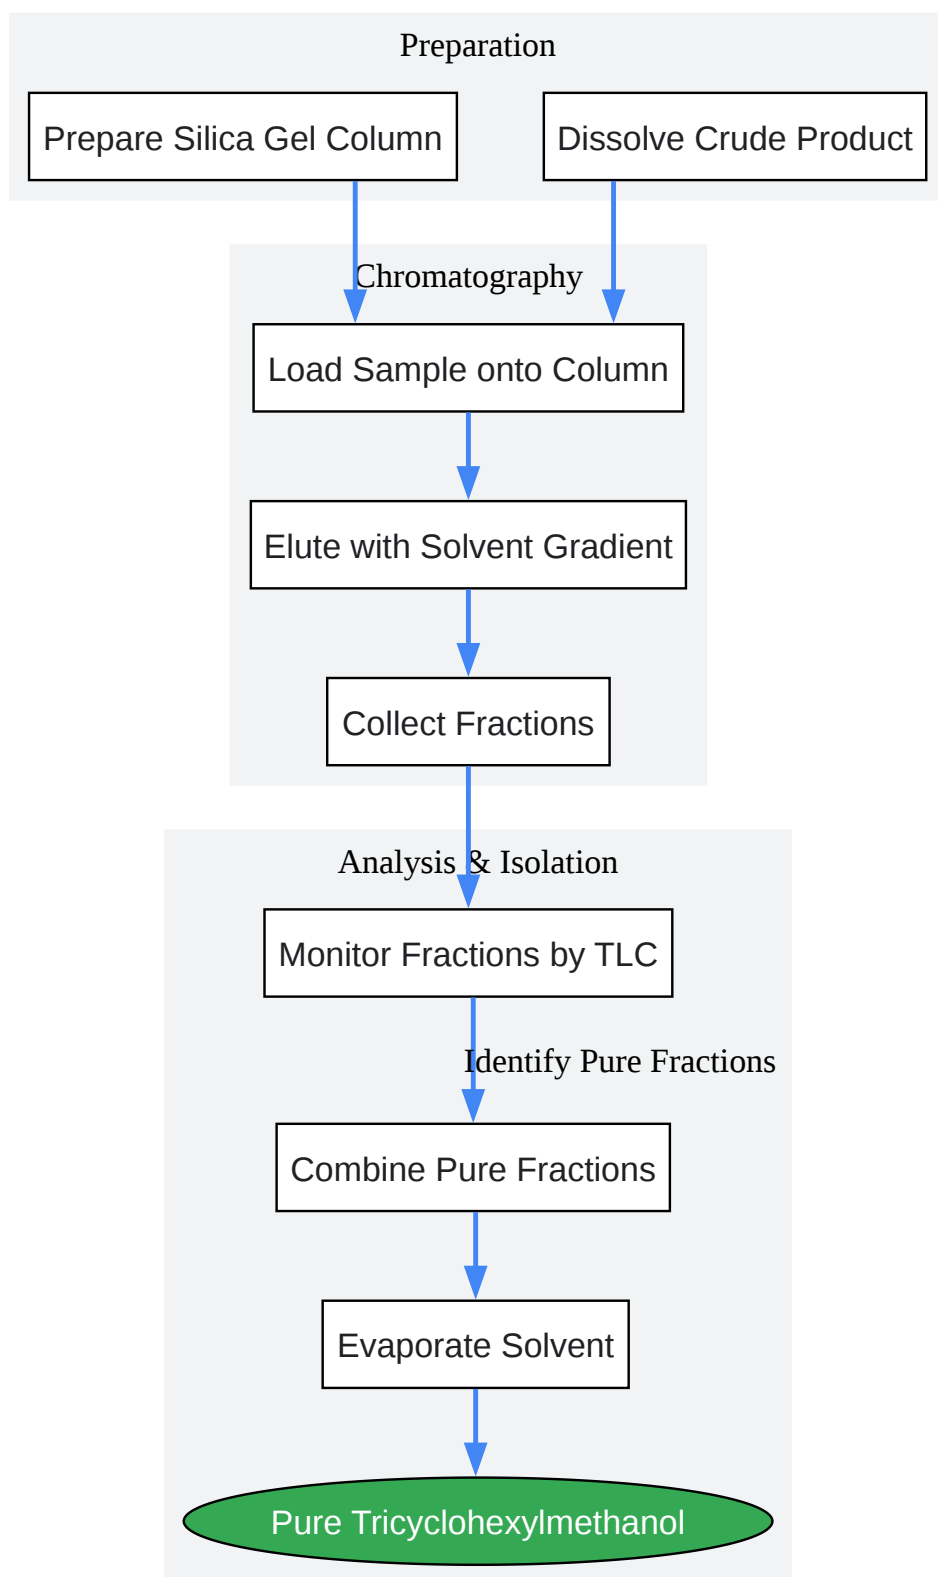 Preparation
Prepare Silica Gel Column
Dissolve Crude Product
Chromatography
Load Sample onto Column
Elute with Solvent Gradient
Collect Fractions
Analysis & Isolation
Monitor Fractions by TLC
Identify Pure Fractions
Combine Pure Fractions
Evaporate Solvent
Pure Tricyclohexylmethanol